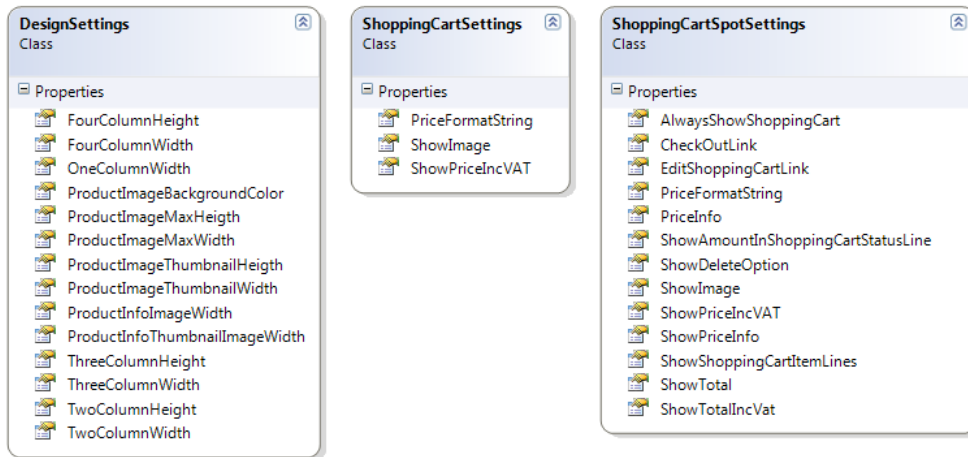 DesignSettings
Class
Properties
FourColumnHeight
FourColumnWidth
OneColumnWidth
ProductImageBackgroundColor
ProductImageMaxHeigth
ProductImageMaxWidth
ProductImageThumbnailHeigth
ProductImageThumbnailWidth
ProductInfoImageWidth
ProductInfoThumbnailImageWidth
ThreeColumnHeight
ThreeColumnWidth
TwoColumnHeight
TwoColumnWidth
ShoppingCartSettings
Class
Properties
PriceFormatString
ShowImage
ShowPriceIncVAT
ShoppingCartSpotSettings
Class
Properties
AlwaysShowShoppingCart
CheckOutLink
EditShoppingCartLink
PriceFormatString
PriceInfo
ShowAmountInShoppingCartStatusLine
ShowDeleteOption
ShowImage
ShowPriceIncVAT
ShowPriceInfo
ShowShoppingCartItemLines
ShowTotal
ShowTotalIncVat